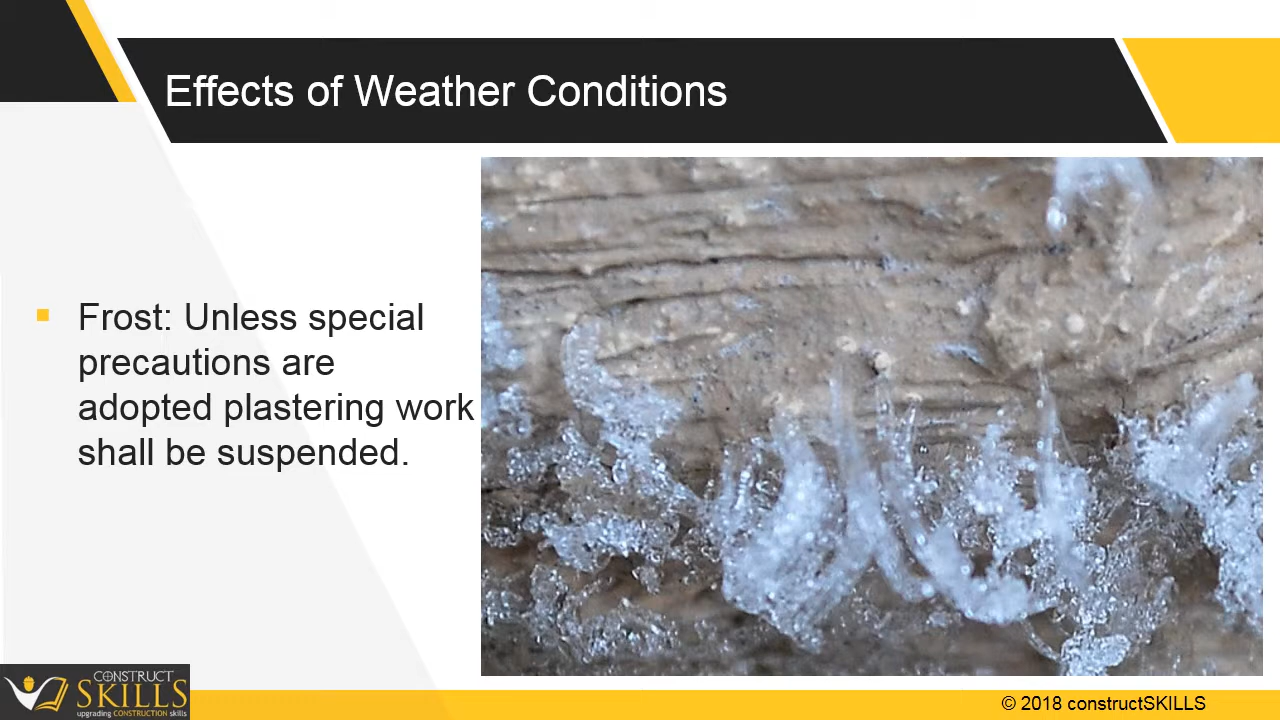 Effects of Weather Conditions
Frost: Unless special
precautions are
adopted plastering work
shall be suspended.
CONSTRUCT
SKILLS
upgrading CONSTRUCTION skills
© 2018 constructSKILLS